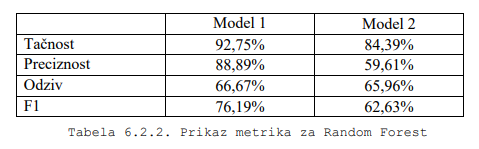 Model 1 Model 2
Tačnost 92,75% 84,39%
Preciznost 88,89% 59,61%
Odziv 66,67% 65,96%
F1 76,19% 62,63%
Tabela 6.2.2. Prikaz metrika za Random Forest